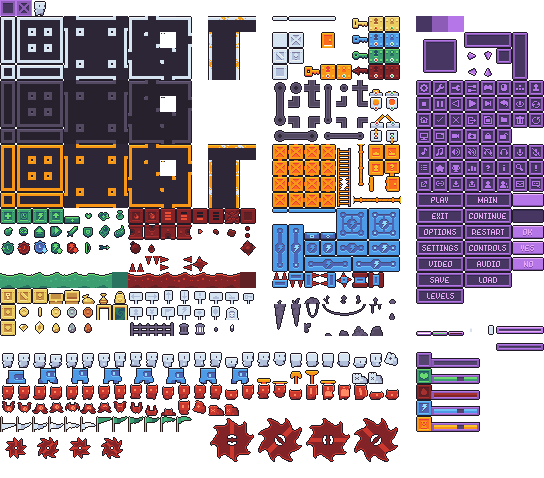 PLAY MAIN
EXIT CONTINUE
OPTIONS RESTART OK
SETTINGS CONTROLS YES
VIDEO AUDIO NO
SAVE LOAD
LEVELS